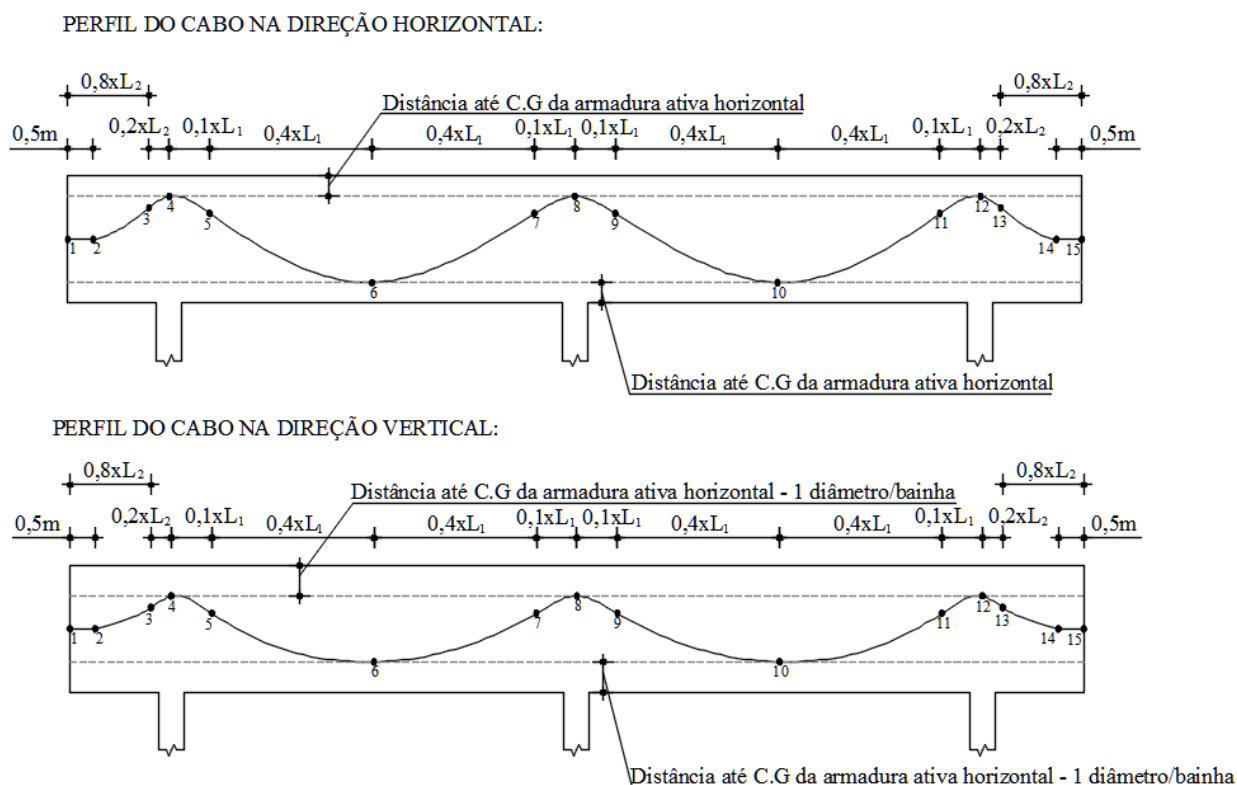 PERFIL DO CABO NA DIREÇÃO HORIZONTAL:
0,8xL₂ 0,8xL₂
Distância até C.G da armadura ativa horizontal
0,5m 0,2xL₂ 0,1xL₁ 0,4xL₁ 0,4xL₁ 0,1xL₁ 0,1xL₁ 0,4xL₁ 0,4xL₁ 0,1xL₁ 0,2xL₂ 0,5m
1 2 3 4 5 6 7 8 9 10 11 12 13 14 15
Distância até C.G da armadura ativa horizontal
PERFIL DO CABO NA DIREÇÃO VERTICAL:
0,8xL₂ 0,8xL₂
Distância até C.G da armadura ativa horizontal - 1 diâmetro/bainha
0,5m 0,2xL₂ 0,1xL₁ 0,4xL₁ 0,4xL₁ 0,1xL₁ 0,1xL₁ 0,4xL₁ 0,4xL₁ 0,1xL₁ 0,2xL₂ 0,5m
1 2 3 4 5 6 7 8 9 10 11 12 13 14 15
Distância até C.G da armadura ativa horizontal - 1 diâmetro/bainha